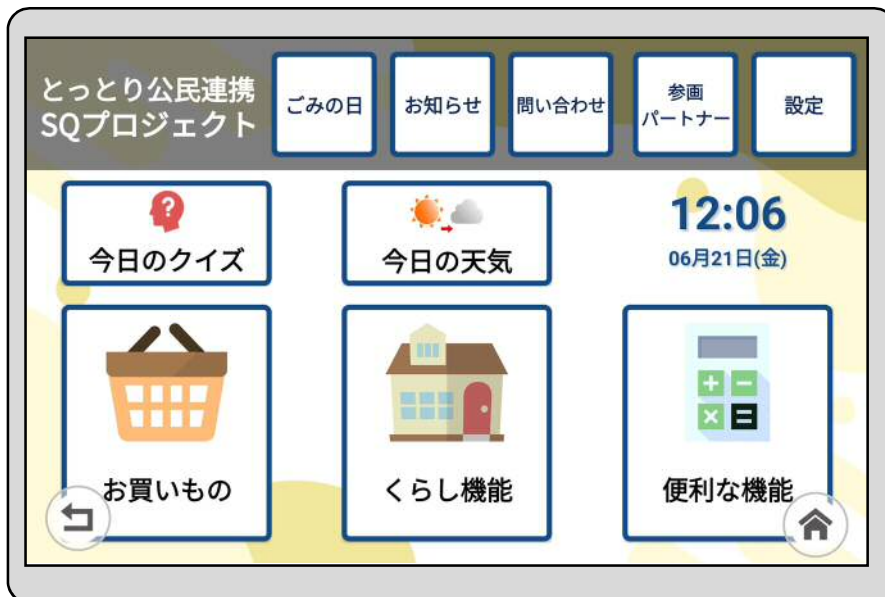 とっとり公民連携
SQプロジェクト
ごみの日
お知らせ
問い合わせ
参画
パートナー
設定
今日のクイズ
今日の天気
12:06
06月21日(金)
お買いもの
くらし機能
便利な機能